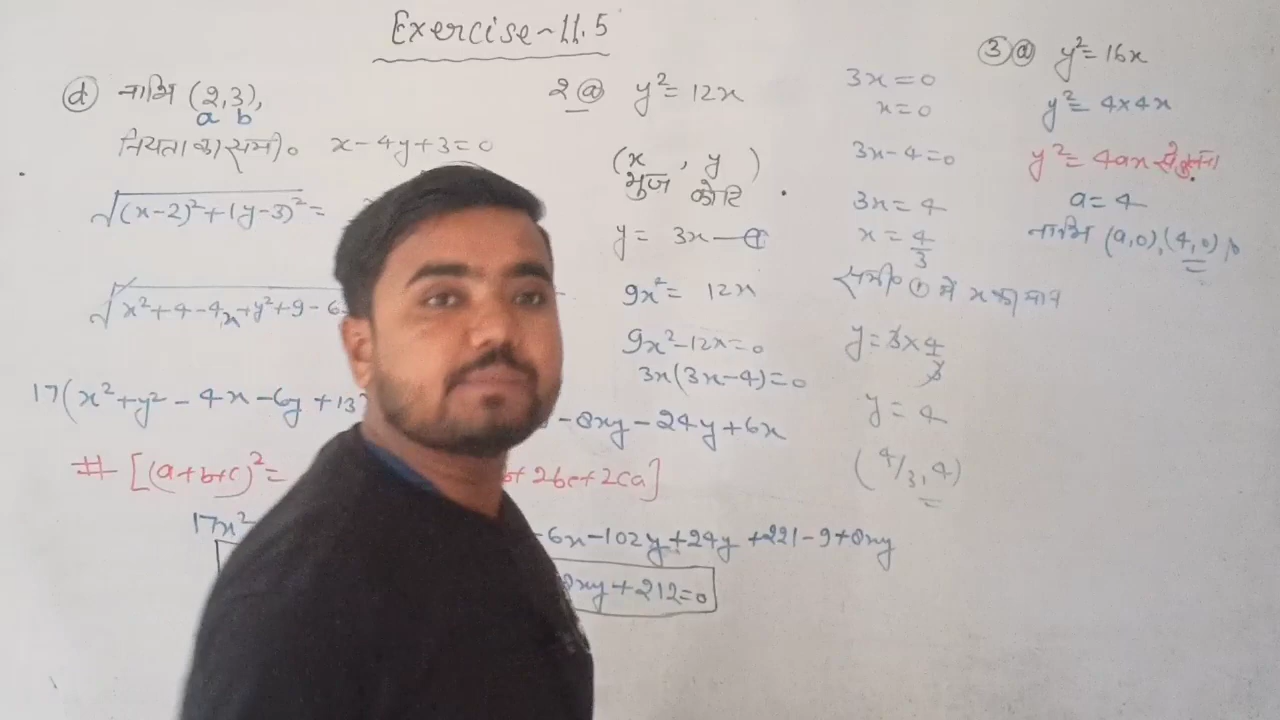 Exercise-11.5
(d) नाभि (2,3),
a b
नियता का समी० x-4y+3=0
√(x-2)²+(y-3)² =
√x²+4-4x+y²+9-6
17(x²+y²-4x-6y+13
-8xy-24y+6x
# [(a+b+c)²=
+2bc+2ca]
17x²
-6x-102y+24y+221-9+8xy
8xy+212=0
2 (a) y²=12x
(x, y)
भुज, कोटि
y= 3x-①
9x²= 12x
9x²-12x=0
3x(3x-4)=0
3x=0
x=0
3x-4=0
3x=4
x=4/3
समी० ① में x का मान
y=3×4/3
y=4
(4/3,4)
3 (a) y²=16x
y²=4×4x
y²=4ax से
a=4
नाभि (a,0),(4,0),